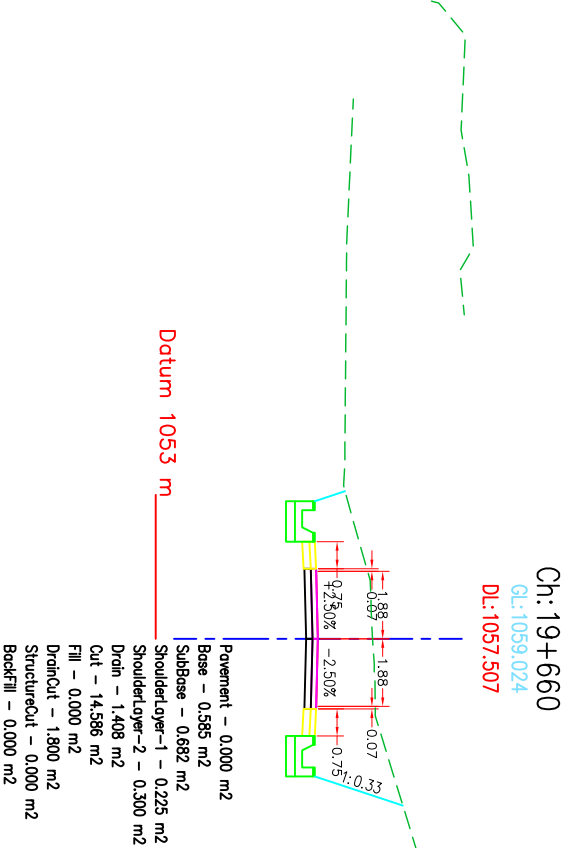 Ch: 19+660
GL:1059.024
DL:1057.507
1.88
1.88
0.07
0.07
0.75
0.75
+2.50%
-2.50%
1:0.33
Datum 1053 m
Pavement - 0.000 m2
Base - 0.585 m2
SubBase - 0.682 m2
ShoulderLayer-1 - 0.225 m2
ShoulderLayer-2 - 0.300 m2
Drain - 1.408 m2
Cut - 14.586 m2
Fill - 0.000 m2
DrainCut - 1.800 m2
StructureCut - 0.000 m2
BackFill - 0.000 m2